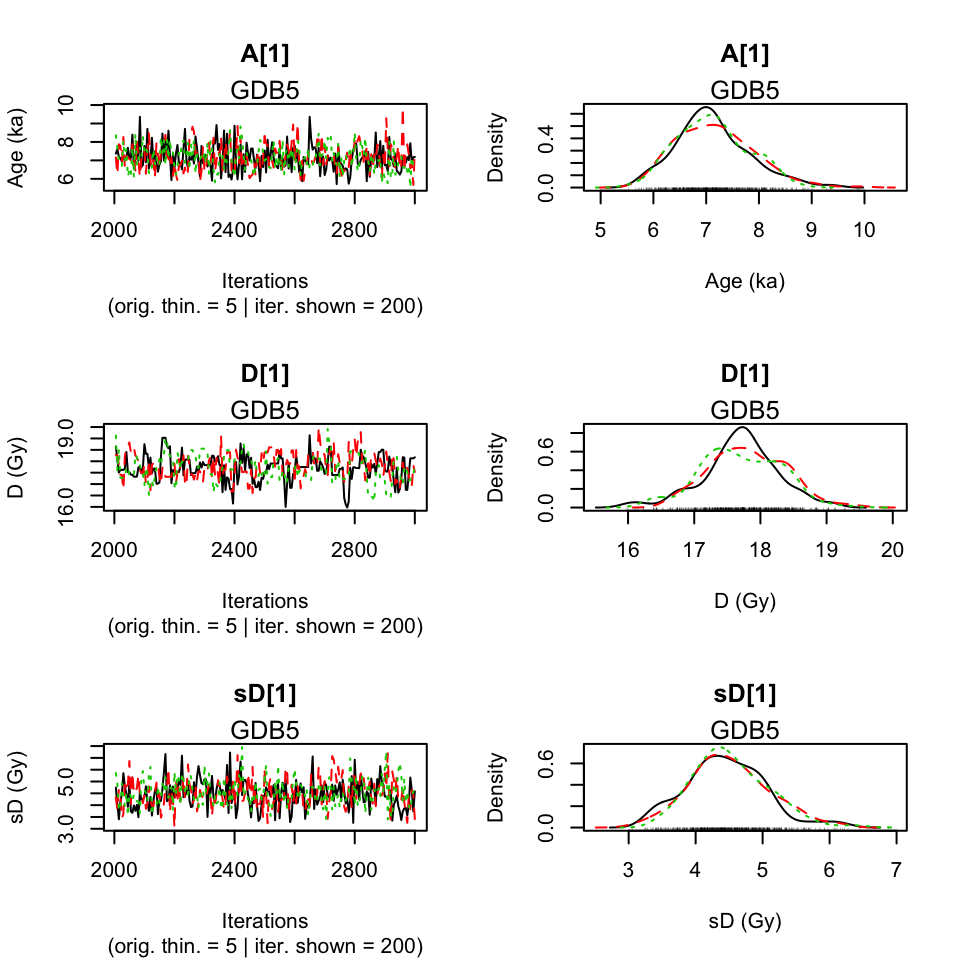 A[1]
GDB5
Age (ka)
10
8
6
2000 2400 2800
Iterations
(orig. thin. = 5 | iter. shown = 200)
A[1]
GDB5
Density
0.4
0.0
5 6 7 8 9 10
Age (ka)
D[1]
GDB5
D (Gy)
19.0
16.0
2000 2400 2800
Iterations
(orig. thin. = 5 | iter. shown = 200)
D[1]
GDB5
Density
0.6
0.0
16 17 18 19 20
D (Gy)
sD[1]
GDB5
sD (Gy)
5.0
3.0
2000 2400 2800
Iterations
(orig. thin. = 5 | iter. shown = 200)
sD[1]
GDB5
Density
0.6
0.0
3 4 5 6 7
sD (Gy)